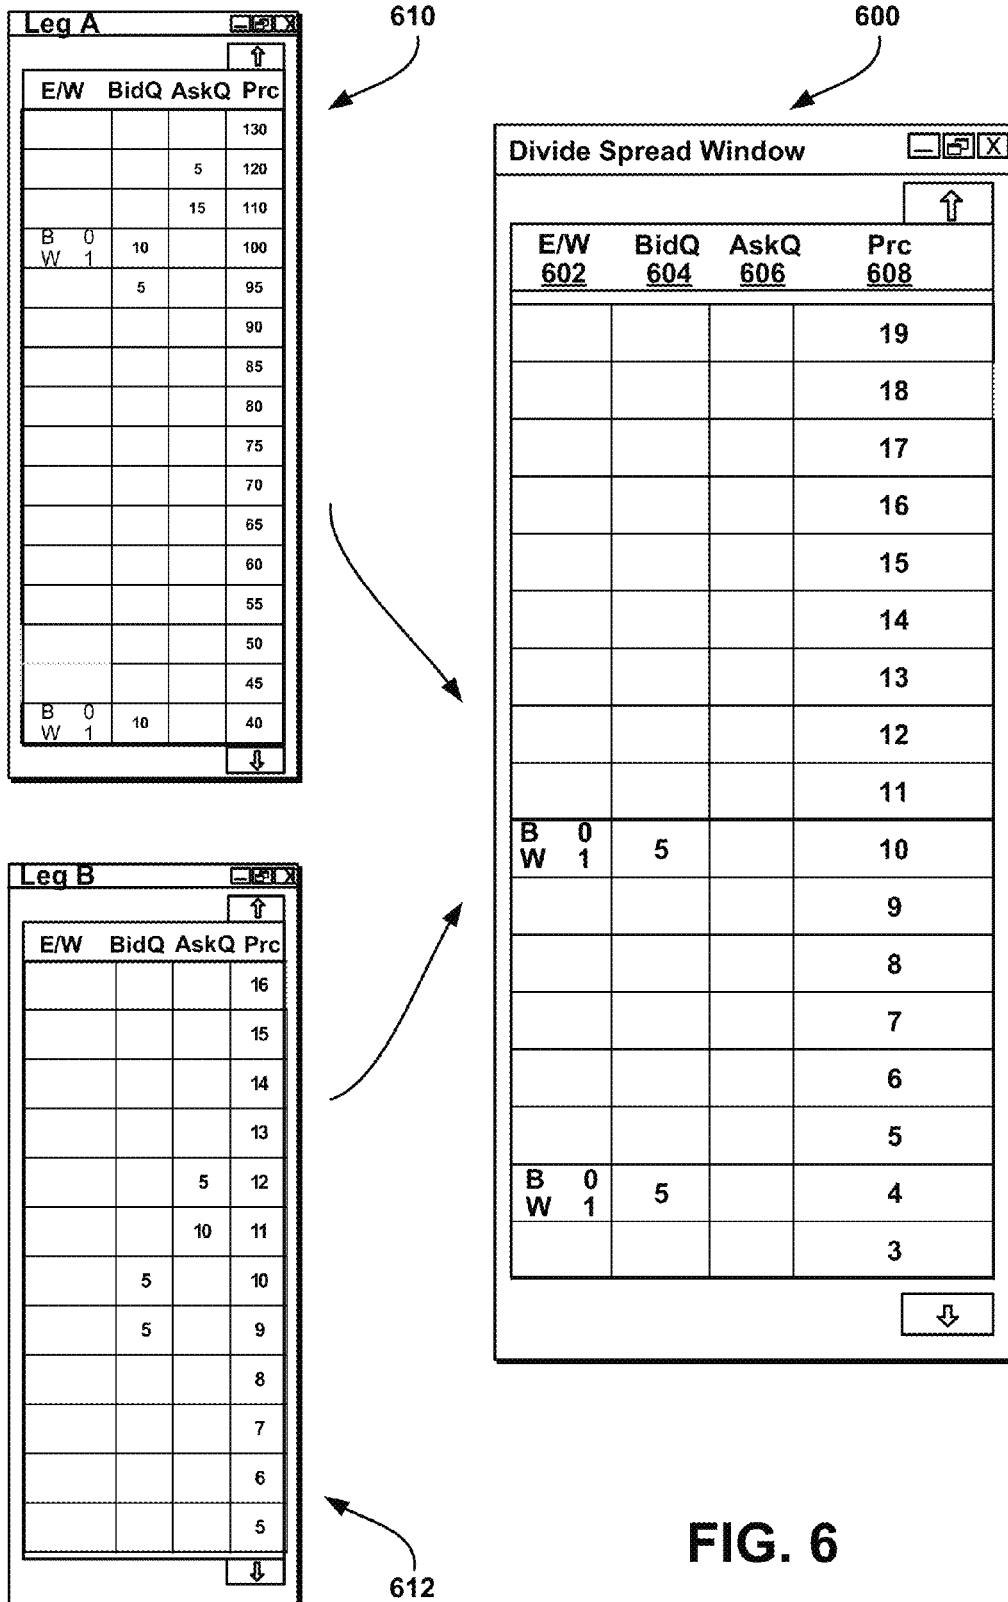 610
600
Leg A
E/W BidQ AskQ Prc
130
5 120
15 110
B 0
W 1
10 100
5 95
90
85
80
75
70
65
60
55
50
45
B 0
W 1
10 40
Divide Spread Window
X
E/W BidQ AskQ Prc
602 604 606 608
19
18
17
16
15
14
13
12
11
B 0
W 1
5 10
9
8
7
6
5
B 0
W 1
5 4
3
Leg B
E/W BidQ AskQ Prc
16
15
14
13
5 12
10 11
5 10
5 9
8
7
6
5
612
FIG. 6